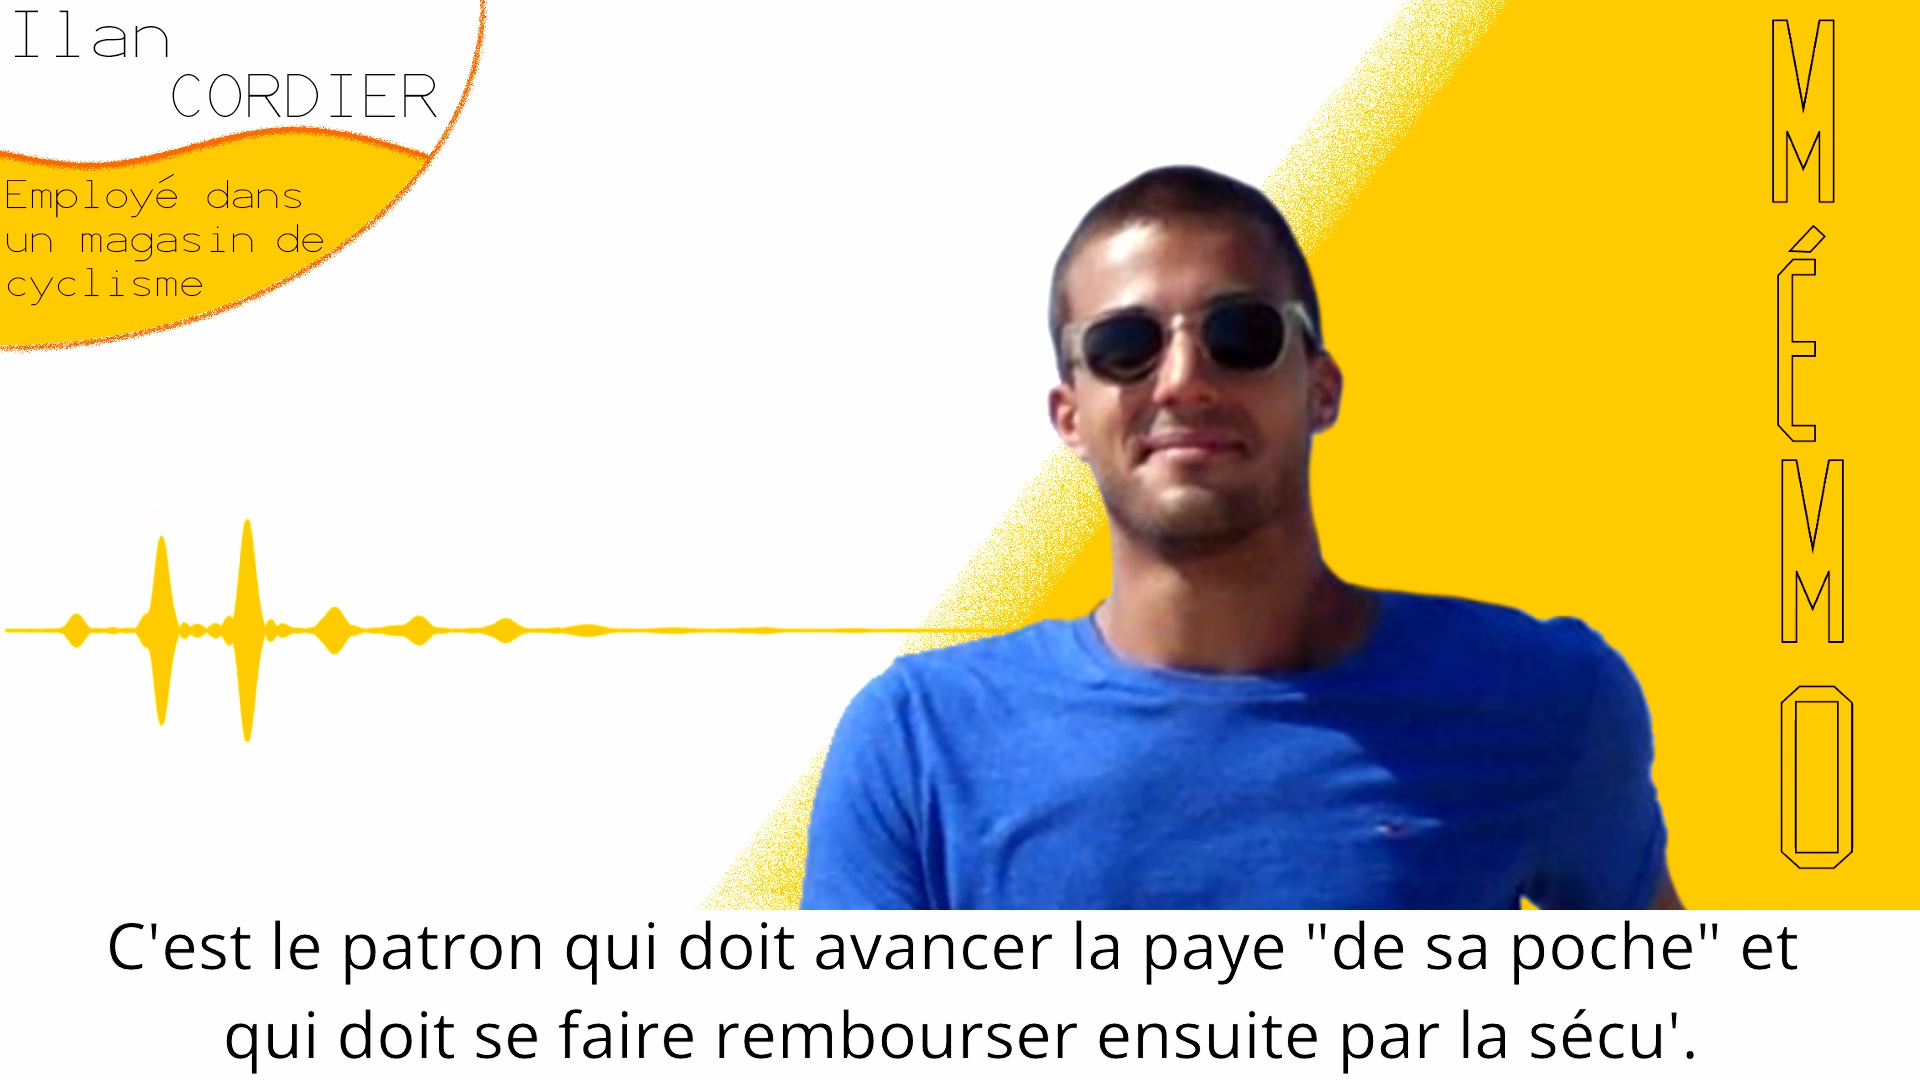 Ilan
CORDIER
Employé dans
un magasin de
cyclisme
MÉMO
C'est le patron qui doit avancer la paye "de sa poche" et
qui doit se faire rembourser ensuite par la sécu'.